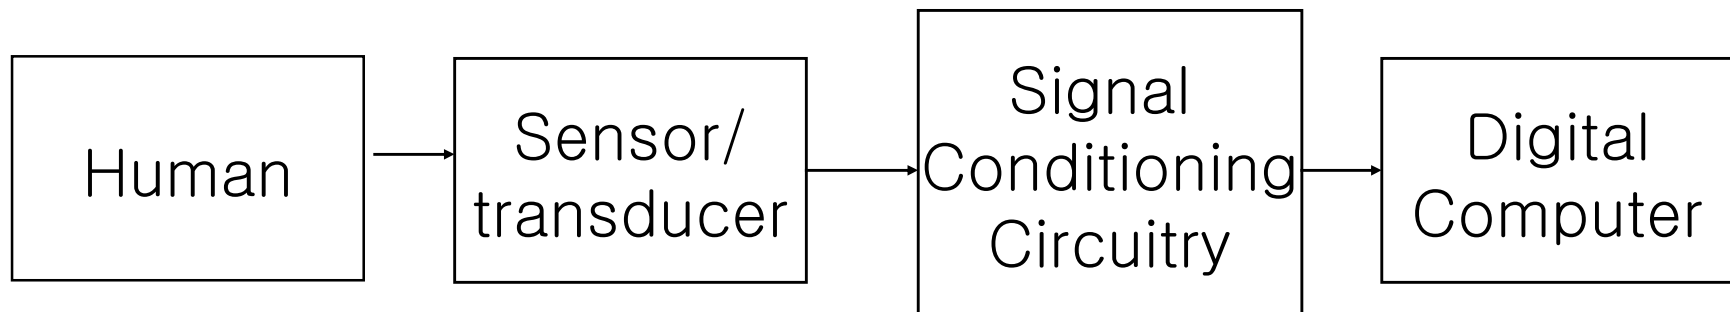 Human
Sensor/
transducer
Signal
Conditioning
Circuitry
Digital
Computer